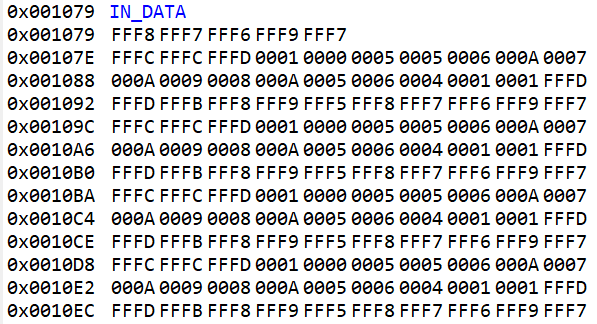 0x001079 IN_DATA
0x001079 FFF8 FFF7 FFF6 FFF9 FFF7
0x00107E FFFC FFFC FFFD 0001 0000 0005 0005 0006 000A 0007
0x001088 000A 0009 0008 000A 0005 0006 0004 0001 0001 FFFD
0x001092 FFFD FFFB FFF8 FFF9 FFF5 FFF8 FFF7 FFF6 FFF9 FFF7
0x00109C FFFC FFFC FFFD 0001 0000 0005 0005 0006 000A 0007
0x0010A6 000A 0009 0008 000A 0005 0006 0004 0001 0001 FFFD
0x0010B0 FFFD FFFB FFF8 FFF9 FFF5 FFF8 FFF7 FFF6 FFF9 FFF7
0x0010BA FFFC FFFC FFFD 0001 0000 0005 0005 0006 000A 0007
0x0010C4 000A 0009 0008 000A 0005 0006 0004 0001 0001 FFFD
0x0010CE FFFD FFFB FFF8 FFF9 FFF5 FFF8 FFF7 FFF6 FFF9 FFF7
0x0010D8 FFFC FFFC FFFD 0001 0000 0005 0005 0006 000A 0007
0x0010E2 000A 0009 0008 000A 0005 0006 0004 0001 0001 FFFD
0x0010EC FFFD FFFB FFF8 FFF9 FFF5 FFF8 FFF7 FFF6 FFF9 FFF7